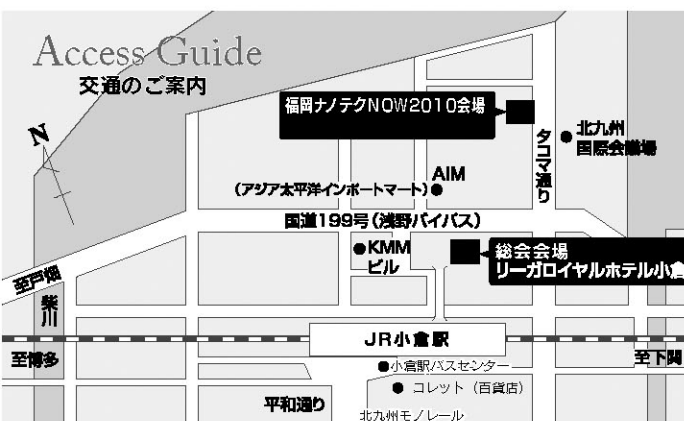 Access Guide
交通のご案内
N
福岡ナノテクNOW2010会場
タコマ通り
北九州
国際会議場
AIM
(アジア太平洋インポートマート)
国道199号(浅野バイパス)
KMM
ビル
総会会場
リーガロイヤルホテル小倉
至戸畑
紫川
JR小倉駅
至博多
至下関
小倉駅バスセンター
コレット (百貨店)
平和通り
北九州モノレール